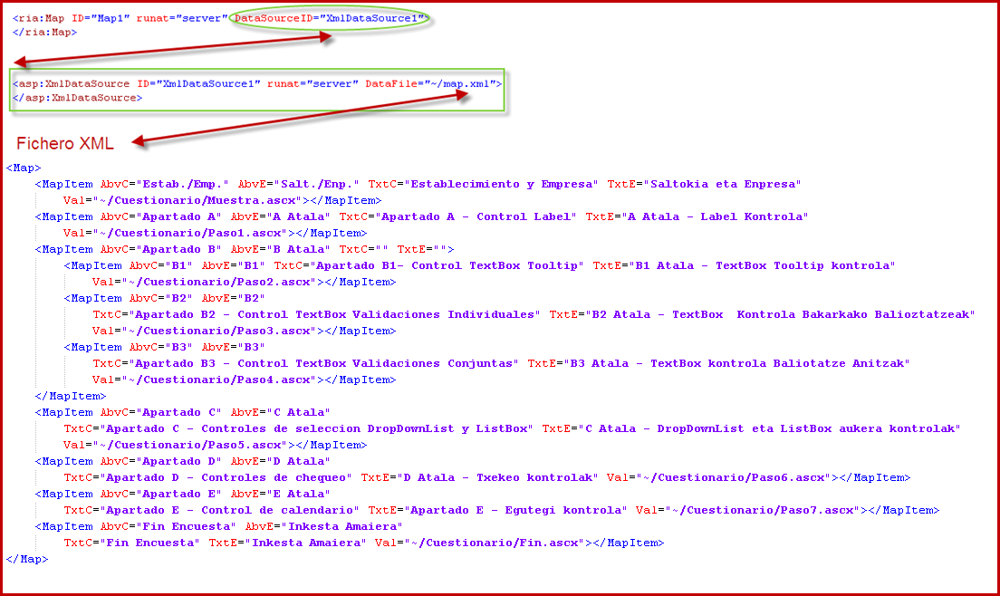 <ria:Map ID="Map1" runat="server" DataSourceID="XmlDataSource1">
</ria:Map>
<asp:XmlDataSource ID="XmlDataSource1" runat="server" DataFile="~/map.xml">
</asp:XmlDataSource>
Fichero XML
<Map>
<MapItem AbvC="Estab./Emp." AbvE="Salt./Enp." TxtC="Establecimiento y Empresa" TxtE="Saltokia eta Enpresa"
Val="~/Cuestionario/Muestra.ascx"></MapItem>
<MapItem AbvC="Apartado A" AbvE="A Atala" TxtC="Apartado A - Control Label" TxtE="A Atala - Label Kontrola"
Val="~/Cuestionario/Paso1.ascx"></MapItem>
<MapItem AbvC="Apartado B" AbvE="B Atala" TxtC="" TxtE="">
<MapItem AbvC="B1" AbvE="B1" TxtC="Apartado B1- Control TextBox Tooltip" TxtE="B1 Atala - TextBox Tooltip kontrola"
Val="~/Cuestionario/Paso2.ascx"></MapItem>
<MapItem AbvC="B2" AbvE="B2"
TxtC="Apartado B2 - Control TextBox Validaciones Individuales" TxtE="B2 Atala - TextBox  Kontrola Bakarkako Balioztatzeak"
Val="~/Cuestionario/Paso3.ascx"></MapItem>
<MapItem AbvC="B3" AbvE="B3"
TxtC="Apartado B3 - Control TextBox Validaciones Conjuntas" TxtE="B3 Atala - TextBox kontrola Baliotatze Anitzak"
Val="~/Cuestionario/Paso4.ascx"></MapItem>
</MapItem>
<MapItem AbvC="Apartado C" AbvE="C Atala"
TxtC="Apartado C - Controles de seleccion DropDownList y ListBox" TxtE="C Atala - DropDownList eta ListBox aukera kontrolak"
Val="~/Cuestionario/Paso5.ascx"></MapItem>
<MapItem AbvC="Apartado D" AbvE="D Atala"
TxtC="Apartado D - Controles de chequeo" TxtE="D Atala - Txekeo kontrolak" Val="~/Cuestionario/Paso6.ascx"></MapItem>
<MapItem AbvC="Apartado E" AbvE="E Atala"
TxtC="Apartado E - Control de calendario" TxtE="Apartado E - Egutegi kontrola" Val="~/Cuestionario/Paso7.ascx"></MapItem>
<MapItem AbvC="Fin Encuesta" AbvE="Inkesta Amaiera"
TxtC="Fin Encuesta" TxtE="Inkesta Amaiera" Val="~/Cuestionario/Fin.ascx"></MapItem>
</Map>